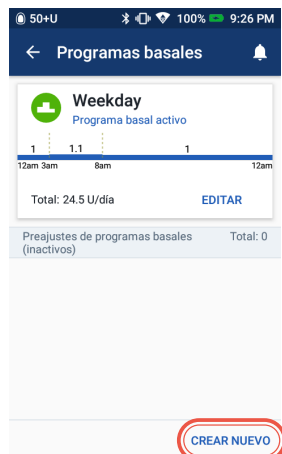 50+U 100% 9:26 PM
Programas basales
Weekday
Programa basal activo
1 1.1 1
12am 3am 8am 12am
Total: 24.5 U/día EDITAR
Preajustes de programas basales Total: 0
(inactivos)
CREAR NUEVO